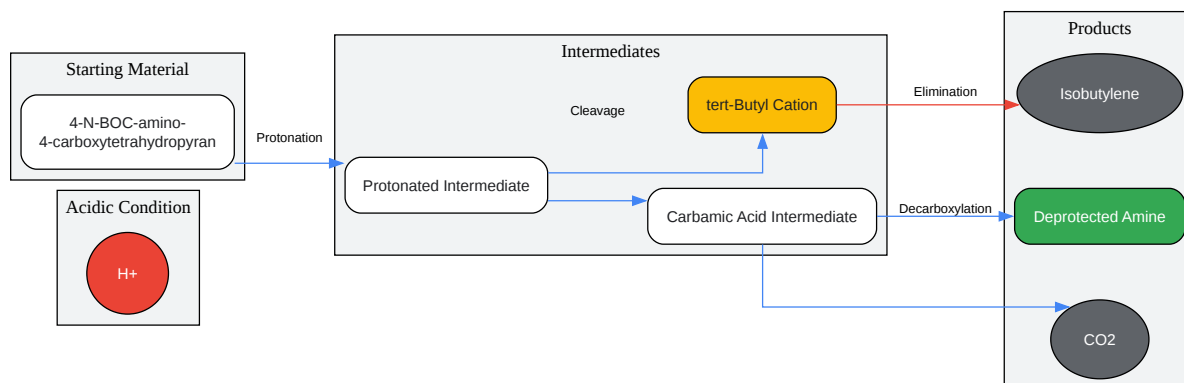 Starting Material
4-N-BOC-amino-
4-carboxytetrahydropyran
Acidic Condition
H+
Protonation
Intermediates
Protonated Intermediate
Cleavage
tert-Butyl Cation
Carbamic Acid Intermediate
Elimination
Decarboxylation
Products
Isobutylene
Deprotected Amine
CO2